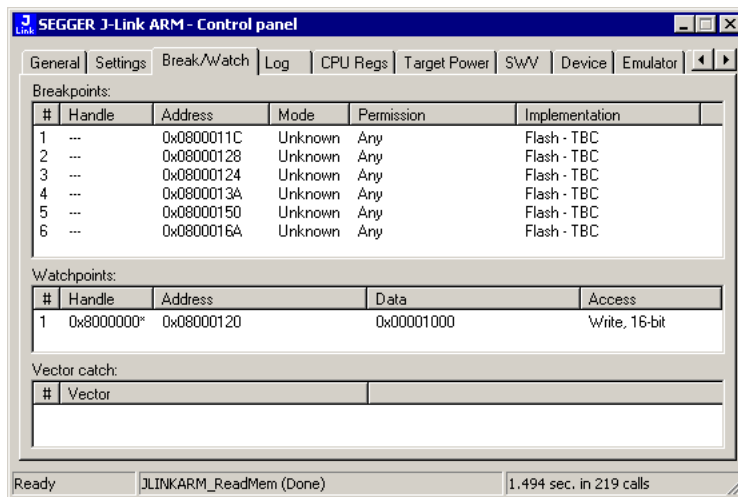 J Link SEGGER J-Link ARM - Control panel
General Settings Break/Watch Log CPU Regs Target Power SWV Device Emulator
Breakpoints:
# Handle Address Mode Permission Implementation
1 --- 0x0800011C Unknown Any Flash - TBC
2 --- 0x08000128 Unknown Any Flash - TBC
3 --- 0x08000124 Unknown Any Flash - TBC
4 --- 0x0800013A Unknown Any Flash - TBC
5 --- 0x08000150 Unknown Any Flash - TBC
6 --- 0x0800016A Unknown Any Flash - TBC
Watchpoints:
# Handle Address Data Access
1 0x8000000* 0x08000120 0x00001000 Write, 16-bit
Vector catch:
# Vector
Ready JLINKARM_ReadMem (Done) 1.494 sec. in 219 calls